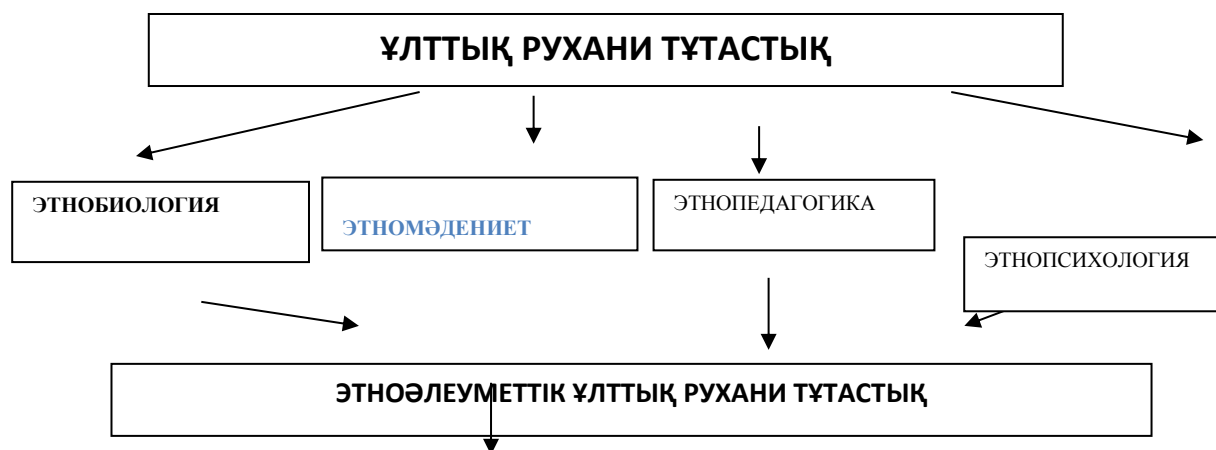 ҰЛТТЫҚ РУХАНИ ТҰТАСТЫҚ
ЭТНОБИОЛОГИЯ
ЭТНОМӘДЕНИЕТ
ЭТНОПЕДАГОГИКА
ЭТНОПСИХОЛОГИЯ
ЭТНОӘЛЕУМЕТТІК ҰЛТТЫҚ РУХАНИ ТҰТАСТЫҚ